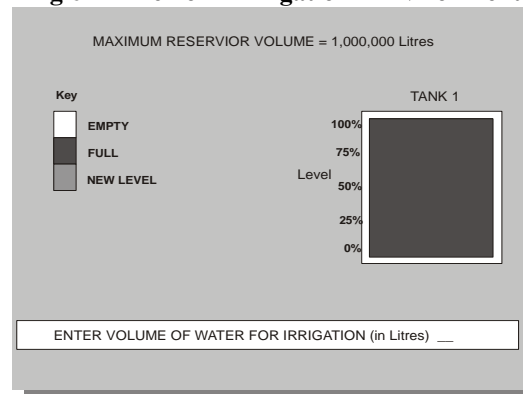 MAXIMUM RESERVIOR VOLUME = 1,000,000 Litres
Key
EMPTY
FULL
NEW LEVEL
TANK 1
100%
75%
Level
50%
25%
0%
ENTER VOLUME OF WATER FOR IRRIGATION (in Litres) __